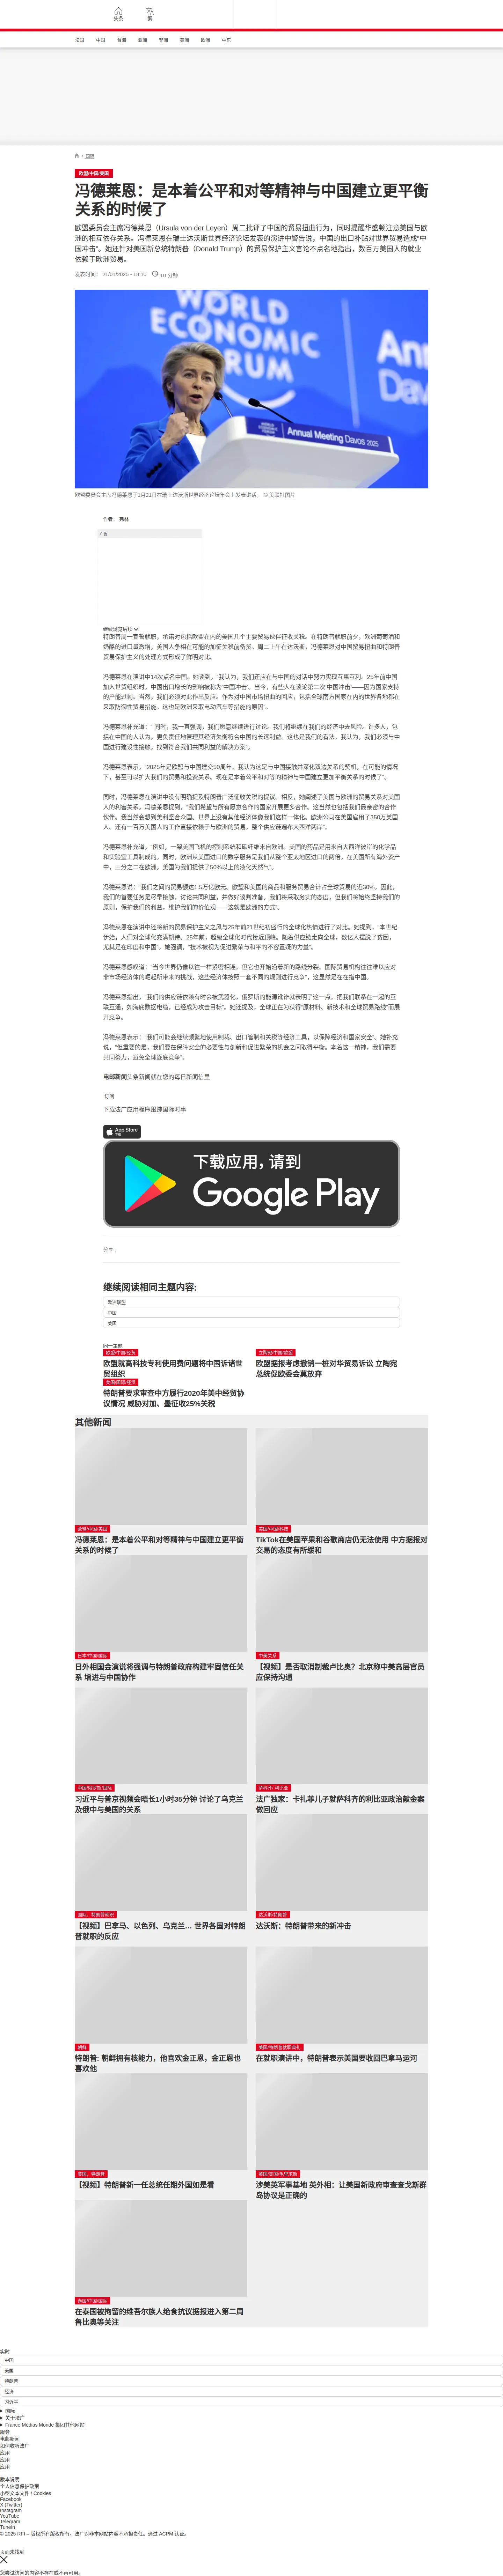 头条
繁
法国
中国
台海
亚洲
非洲
美洲
欧洲
中东
国际
欧盟/中国/美国
冯德莱恩：是本着公平和对等精神与中国建立更平衡
关系的时候了
欧盟委员会主席冯德莱恩（Ursula von der Leyen）周二批评了中国的贸易扭曲行为，同时提醒华盛顿注意美国与欧
洲的相互依存关系。冯德莱恩在瑞士达沃斯世界经济论坛发表的演讲中警告说，中国的出口补贴对世界贸易造成“中
国冲击”。她还针对美国新总统特朗普（Donald Trump）的贸易保护主义言论不点名地指出，数百万美国人的就业
依赖于欧洲贸易。
发表时间： 21/01/2025 - 19:10 10 分钟
WORLD
ECONOMIC
FORUM
Annual Meeting Davos 2025
欧盟委员会主席冯德莱恩于1月21日在瑞士达沃斯世界经济论坛年会上发表讲话。 © 美联社图片
作者： 弗林
广告
继续浏览后续
特朗普周一宣誓就职，承诺对包括欧盟在内的美国几个主要贸易伙伴征收关税。在特朗普就职前夕，欧洲葡萄酒和
奶酪的进口量激增，美国人争相在可能的加征关税前备货。周二上午在达沃斯，冯德莱恩对中国贸易扭曲和特朗普
贸易保护主义的处理方式形成了鲜明对比。
冯德莱恩在演讲中14次点名中国。她谈到，“我认为，我们还应在与中国的对话中努力实现互惠互利。25年前中国
加入世贸组织时，中国出口增长的影响被称为‘中国冲击’。当今，有些人在谈论第二次‘中国冲击’——因为国家支持
的产能过剩。当然，我们必须对此作出反应。作为对中国市场扭曲的回应，包括全球南方国家在内的世界各地都在
采取防御性贸易措施。这也是欧洲采取电动汽车等措施的原因”。
冯德莱恩补充道：“ 同时，我一直强调，我们愿意继续进行讨论。我们将继续在我们的经济中去风险。许多人，包
括在中国的人认为，更负责任地管理其经济失衡符合中国的长远利益。这也是我们的看法。我认为，我们必须与中
国进行建设性接触，找到符合我们共同利益的解决方案”。
冯德莱恩表示，“2025年是欧盟与中国建交50周年。我认为这是与中国接触并深化双边关系的契机。在可能的情况
下，甚至可以扩大我们的贸易和投资关系。现在是本着公平和对等的精神与中国建立更加平衡关系的时候了”。
同时，冯德莱恩在演讲中没有明确提及特朗普广泛征收关税的提议。相反，她阐述了美国与欧洲的贸易关系对美国
人的利害关系。冯德莱恩提到，“我们希望与所有愿意合作的国家开展更多合作。这当然也包括我们最亲密的合作
伙伴。我当然会想到美利坚合众国。世界上没有其他经济体像我们这样一体化。欧洲公司在美国雇用了350万美国
人。还有一百万美国人的工作直接依赖于与欧洲的贸易。整个供应链遍布大西洋两岸”。
冯德莱恩补充道，“例如，一架美国飞机的控制系统和碳纤维来自欧洲。美国的药品是用来自大西洋彼岸的化学品
和实验室工具制成的。同时，欧洲从美国进口的数字服务是我们从整个亚太地区进口的两倍。在美国所有海外资产
中，三分之二在欧洲。美国为我们提供了50%以上的液化天然气”。
冯德莱恩说：“我们之间的贸易额达1.5万亿欧元。欧盟和美国的商品和服务贸易合计占全球贸易的近30%。因此，
我们的首要任务是尽早接触，讨论共同利益，并做好谈判准备。我们将采取务实的态度，但我们将始终坚持我们的
原则，保护我们的利益，维护我们的价值观——这就是欧洲的方式”。
冯德莱恩在演讲中还将新的贸易保护主义之风与25年前21世纪初盛行的全球化热情进行了对比。她提到，“本世纪
伊始，人们对全球化充满期待。25年前，超级全球化时代接近顶峰。随着供应链走向全球，数亿人摆脱了贫困，
尤其是在印度和中国”。她强调，“技术被视为促进繁荣与和平的不容置疑的力量”。
冯德莱恩感叹道：“当今世界仍像以往一样紧密相连。但它也开始沿着新的路线分裂。国际贸易机构往往难以应对
非市场经济体的崛起所带来的挑战，这些经济体按照一套不同的规则进行竞争”，这显然是在在指中国。
冯德莱恩指出，“我们的供应链依赖有时会被武器化，俄罗斯的能源讹诈就表明了这一点。把我们联系在一起的互
联互通，如海底数据电缆，已经成为攻击目标”。她还提及，全球正在为获得“原材料、新技术和全球贸易路线”而展
开竞争。
冯德莱恩表示：“我们可能会继续频繁地使用制裁、出口管制和关税等经济工具，以保障经济和国家安全”。她补充
说，“但重要的是，我们要在保障安全的必要性与创新和促进繁荣的机会之间取得平衡。本着这一精神，我们需要
共同努力，避免全球逐底竞争”。
电邮新闻头条新闻就在您的每日新闻信里
订阅
下载法广应用程序跟踪国际时事
App Store
下载
下载应用，请到
Google Play
分享 :
继续阅读相同主题内容:
欧洲联盟
中国
美国
同一主题
欧盟/中国/经贸
欧盟就高科技专利使用费问题将中国诉诸世
贸组织
立陶宛/中国/欧盟
欧盟据报考虑撤销一桩对华贸易诉讼 立陶宛
总统促欧委会莫放弃
美国/国际/经贸
特朗普要求审查中方履行2020年美中经贸协
议情况 威胁对加、墨征收25%关税
其他新闻
欧盟/中国/美国
冯德莱恩：是本着公平和对等精神与中国建立更平衡
关系的时候了
美国/中国/科技
TikTok在美国苹果和谷歌商店仍无法使用 中方据报对
交易的态度有所缓和
日本/中国/国际
日外相国会演说将强调与特朗普政府构建牢固信任关
系 增进与中国协作
中美关系
【视频】是否取消制裁卢比奥？北京称中美高层官员
应保持沟通
中国/俄罗斯/国际
习近平与普京视频会晤长1小时35分钟 讨论了乌克兰
及俄中与美国的关系
萨科齐/ 利比亚
法广独家：卡扎菲儿子就萨科齐的利比亚政治献金案
做回应
国际，特朗普就职
【视频】巴拿马、以色列、乌克兰… 世界各国对特朗
普就职的反应
达沃斯/特朗普
达沃斯：特朗普带来的新冲击
朝鲜
特朗普: 朝鲜拥有核能力，他喜欢金正恩，金正恩也
喜欢他
美国/特朗普就职典礼
在就职演讲中，特朗普表示美国要收回巴拿马运河
美国，特朗普
【视频】特朗普新一任总统任期外国如是看
英国/美国/毛里求斯
涉美英军事基地 英外相：让美国新政府审查查戈斯群
岛协议是正确的
泰国/中国/国际
在泰国被拘留的维吾尔族人绝食抗议据报进入第二周
鲁比奥等关注
实时
中国
美国
特朗普
经济
习近平
国际
关于法广
France Médias Monde 集团其他网站
服务
电邮新闻
如何收听法广
应用
应用
应用
版本说明
个人信息保护政策
小型文本文件 / Cookies
Facebook
X (Twitter)
Instagram
YouTube
Telegram
TuneIn
© 2025 RFI – 版权所有版权所有。法广对非本网站内容不承担责任。通过 ACPM 认证。
页面未找到
您尝试访问的内容不存在或不再可用。